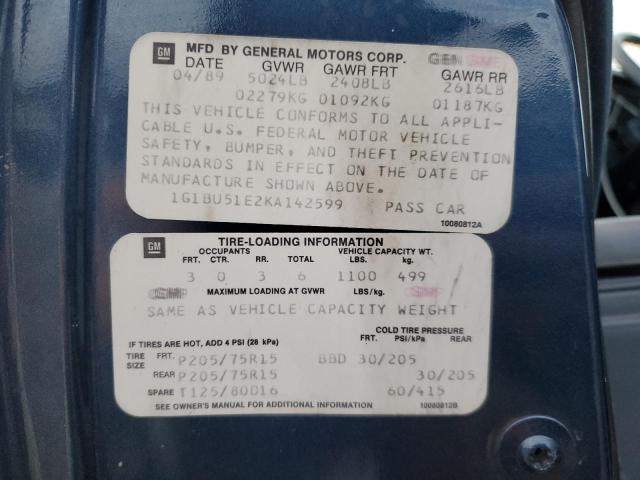 GM MFD BY GENERAL MOTORS CORP. GEN GME
DATE GVWR GAWR FRT GAWR RR
04/89 5024LB 2408LB 2616LB
02279KG 01092KG 01187KG
THIS VEHICLE CONFORMS TO ALL APPLI-
CABLE U.S. FEDERAL MOTOR VEHICLE
SAFETY, BUMPER, AND THEFT PREVENTION
STANDARDS IN EFFECT ON THE DATE OF
MANUFACTURE SHOWN ABOVE.
1G1BU51E2KA142599 PASS CAR
10080812A
GM TIRE-LOADING INFORMATION
OCCUPANTS VEHICLE CAPACITY WT.
FRT. CTR. RR. TOTAL LBS. kg.
3 0 3 6 1100 499
MAXIMUM LOADING AT GVWR LBS/kg.
SAME AS VEHICLE CAPACITY WEIGHT
COLD TIRE PRESSURE
IF TIRES ARE HOT, ADD 4 PSI (28 kPa) FRT. PSI/kPa REAR
TIRE SIZE FRT. P205/75R15 BBD 30/205
REAR P205/75R15 30/205
SPARE T125/80D16 60/415
SEE OWNER'S MANUAL FOR ADDITIONAL INFORMATION 10080812B